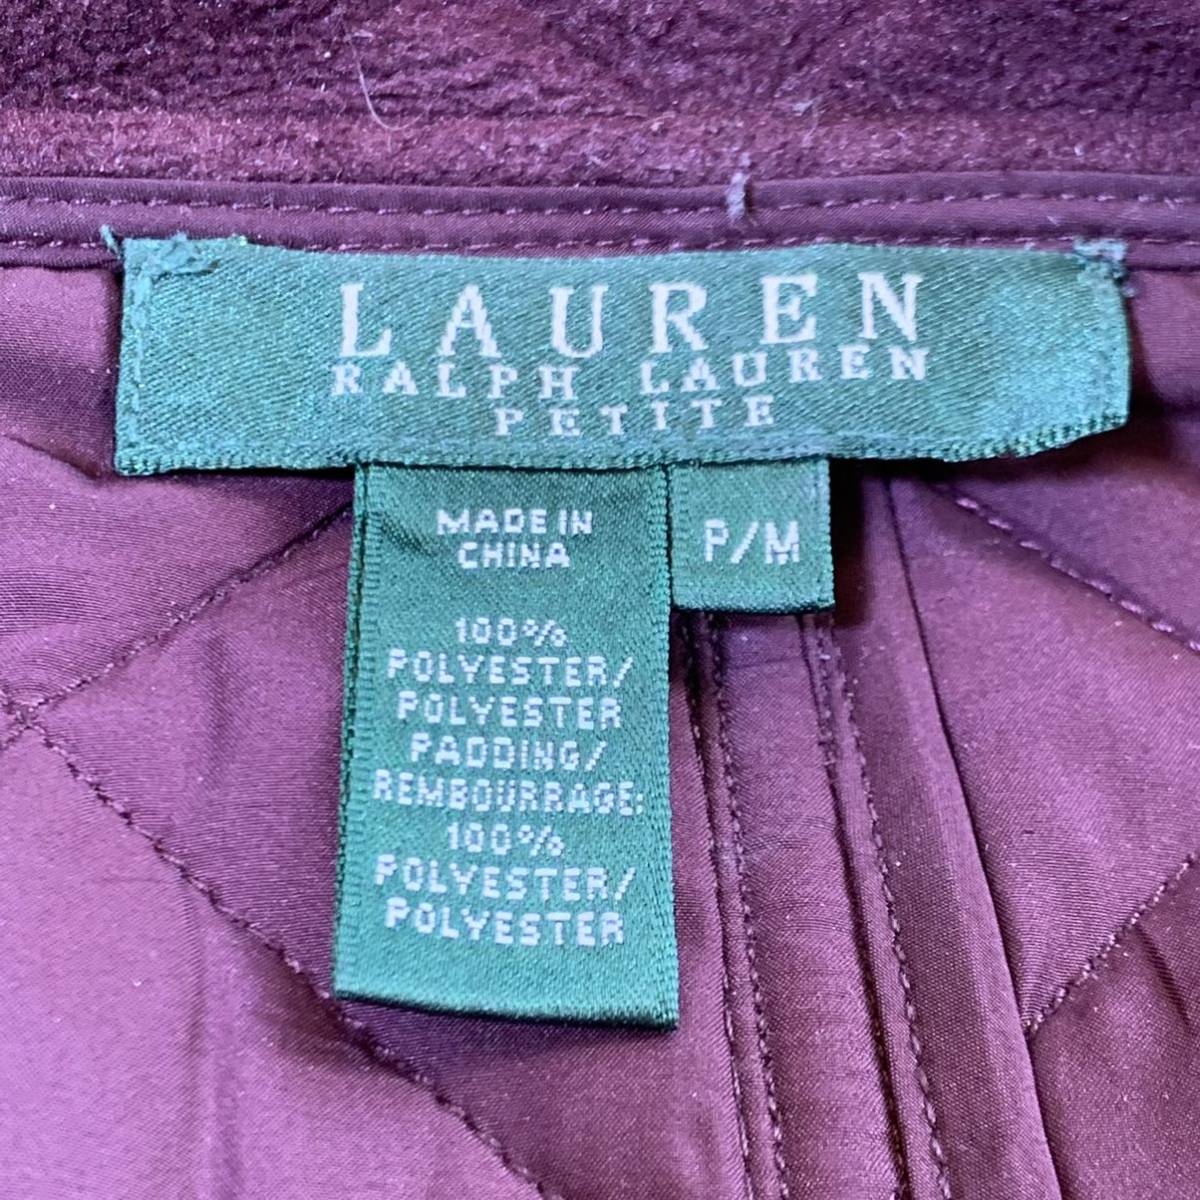 LAUREN
RALPH LAUREN
PETITE
MADE IN
CHINA
P/M
100%
POLYESTER/
POLYESTER
PADDING/
REMBOURRAGE:
100%
POLYESTER/
POLYESTER